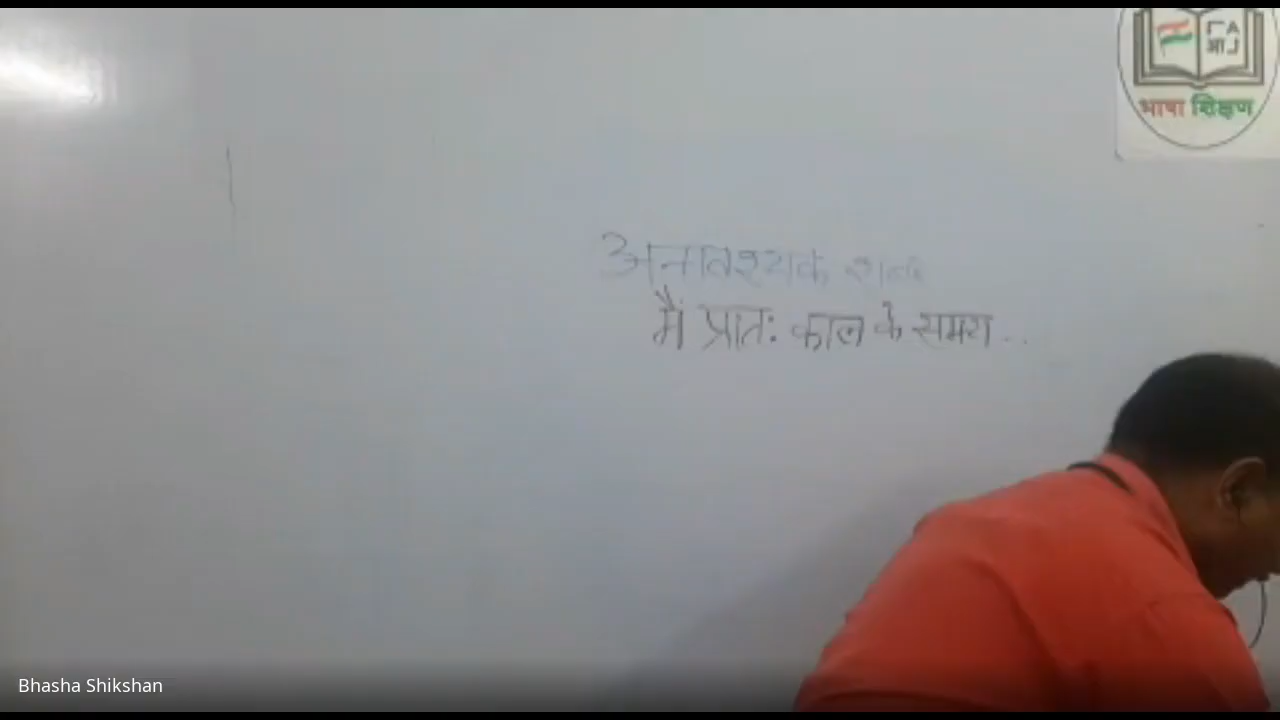 भाषा शिक्षण
अनावश्यक शब्द
मैं प्रातः काल के समय ..
Bhasha Shikshan